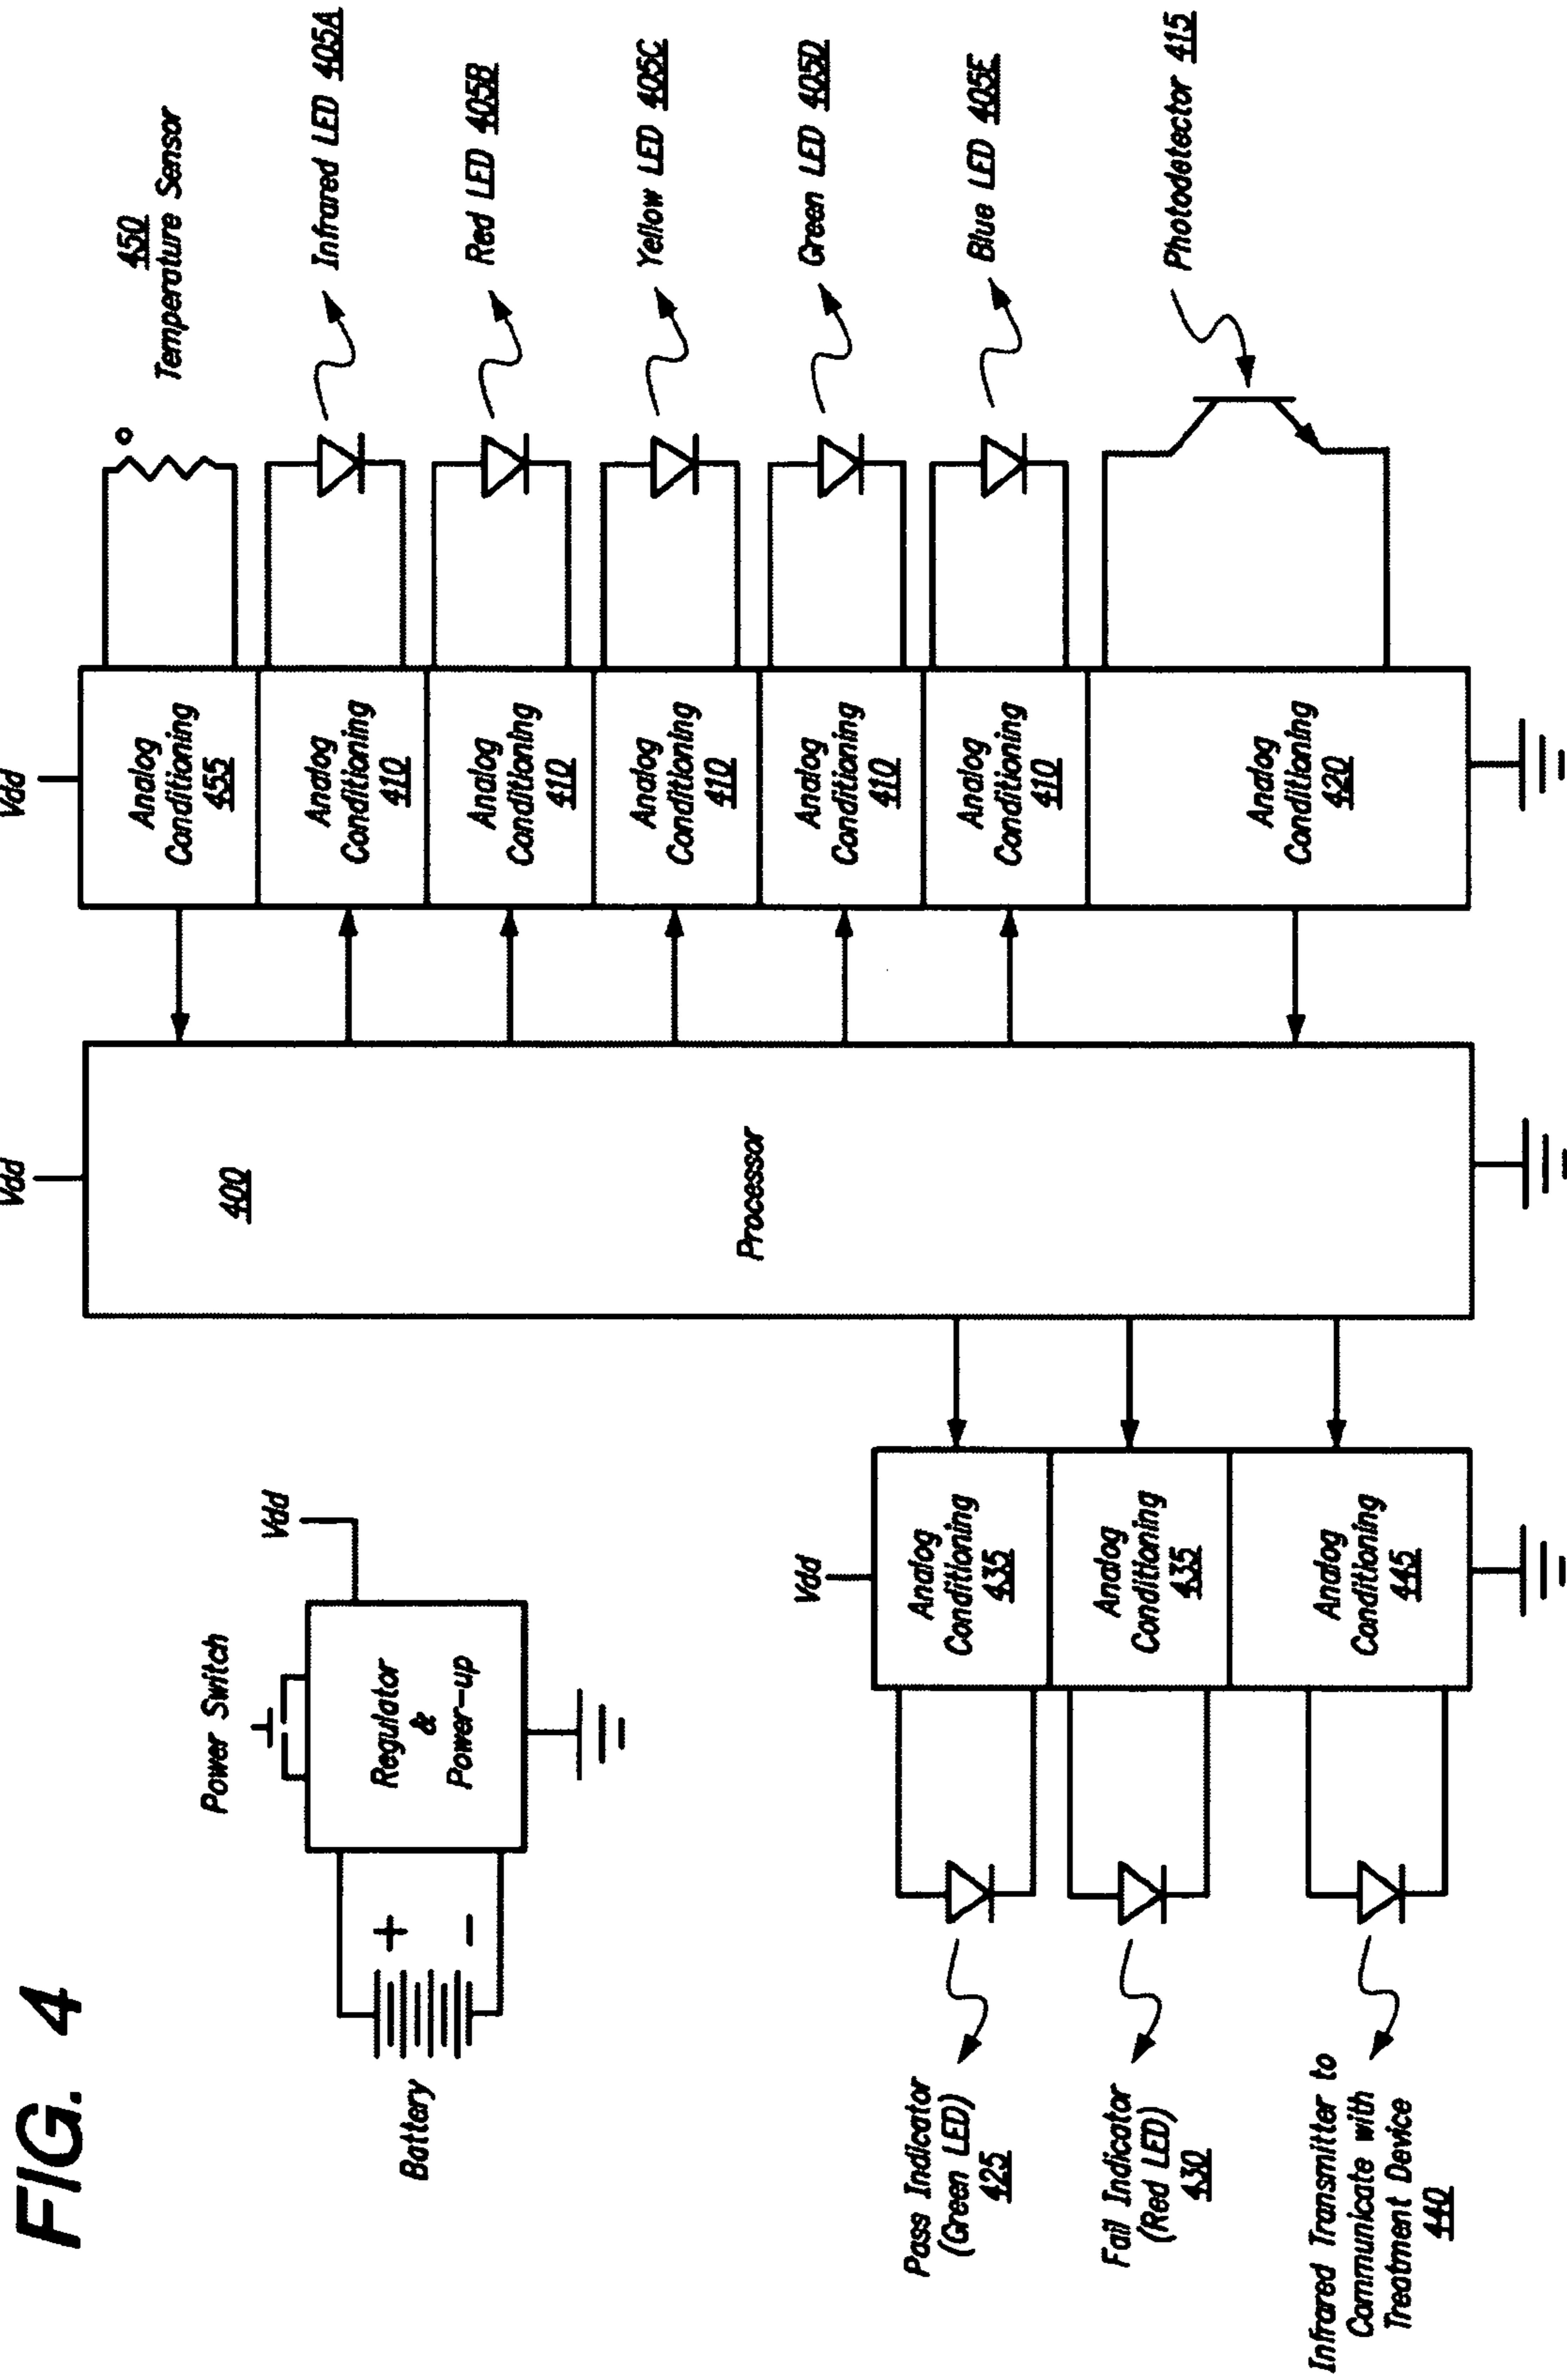 FIG. 4
Battery
+
−
Power Switch
Regulator
&
Power-up
Vdd
Pass Indicator
(Green LED)
425
Fail Indicator
(Red LED)
430
Infrared Transmitter to
Communicate with
Treatment Device
440
Vdd
Analog
Conditioning
435
Analog
Conditioning
435
Analog
Conditioning
445
Vdd
400
Processor
Vdd
Analog
Conditioning
455
Analog
Conditioning
410
Analog
Conditioning
410
Analog
Conditioning
410
Analog
Conditioning
410
Analog
Conditioning
410
Analog
Conditioning
420
450
Temperature Sensor
Infrared LED 405A
Red LED 405B
Yellow LED 405C
Green LED 405D
Blue LED 405E
Photodetector 415